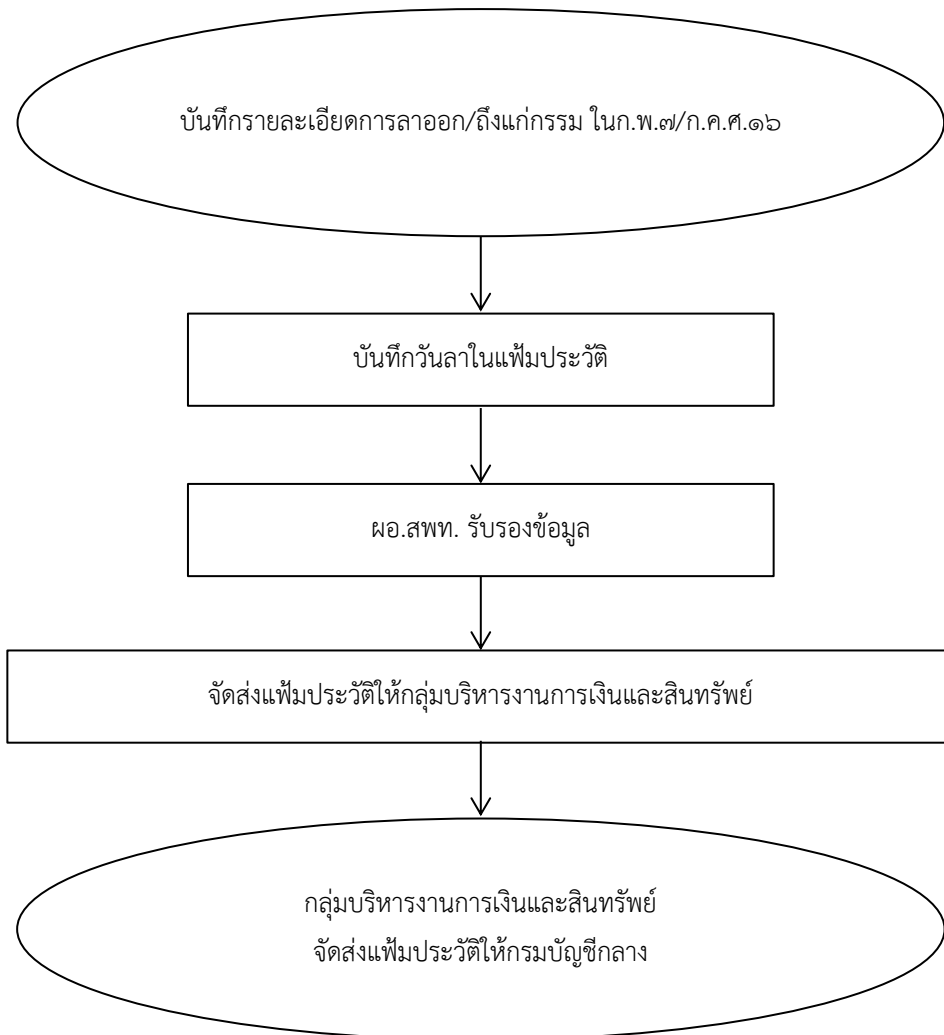 บันทึกรายละเอียดการลาออก/ถึงแก่กรรม ในก.พ.๗/ก.ค.ศ.๑๖
บันทึกวันลาในแฟ้มประวัติ
ผอ.สพท. รับรองข้อมูล
จัดส่งแฟ้มประวัติให้กลุ่มบริหารงานการเงินและสินทรัพย์
กลุ่มบริหารงานการเงินและสินทรัพย์
จัดส่งแฟ้มประวัติให้กรมบัญชีกลาง